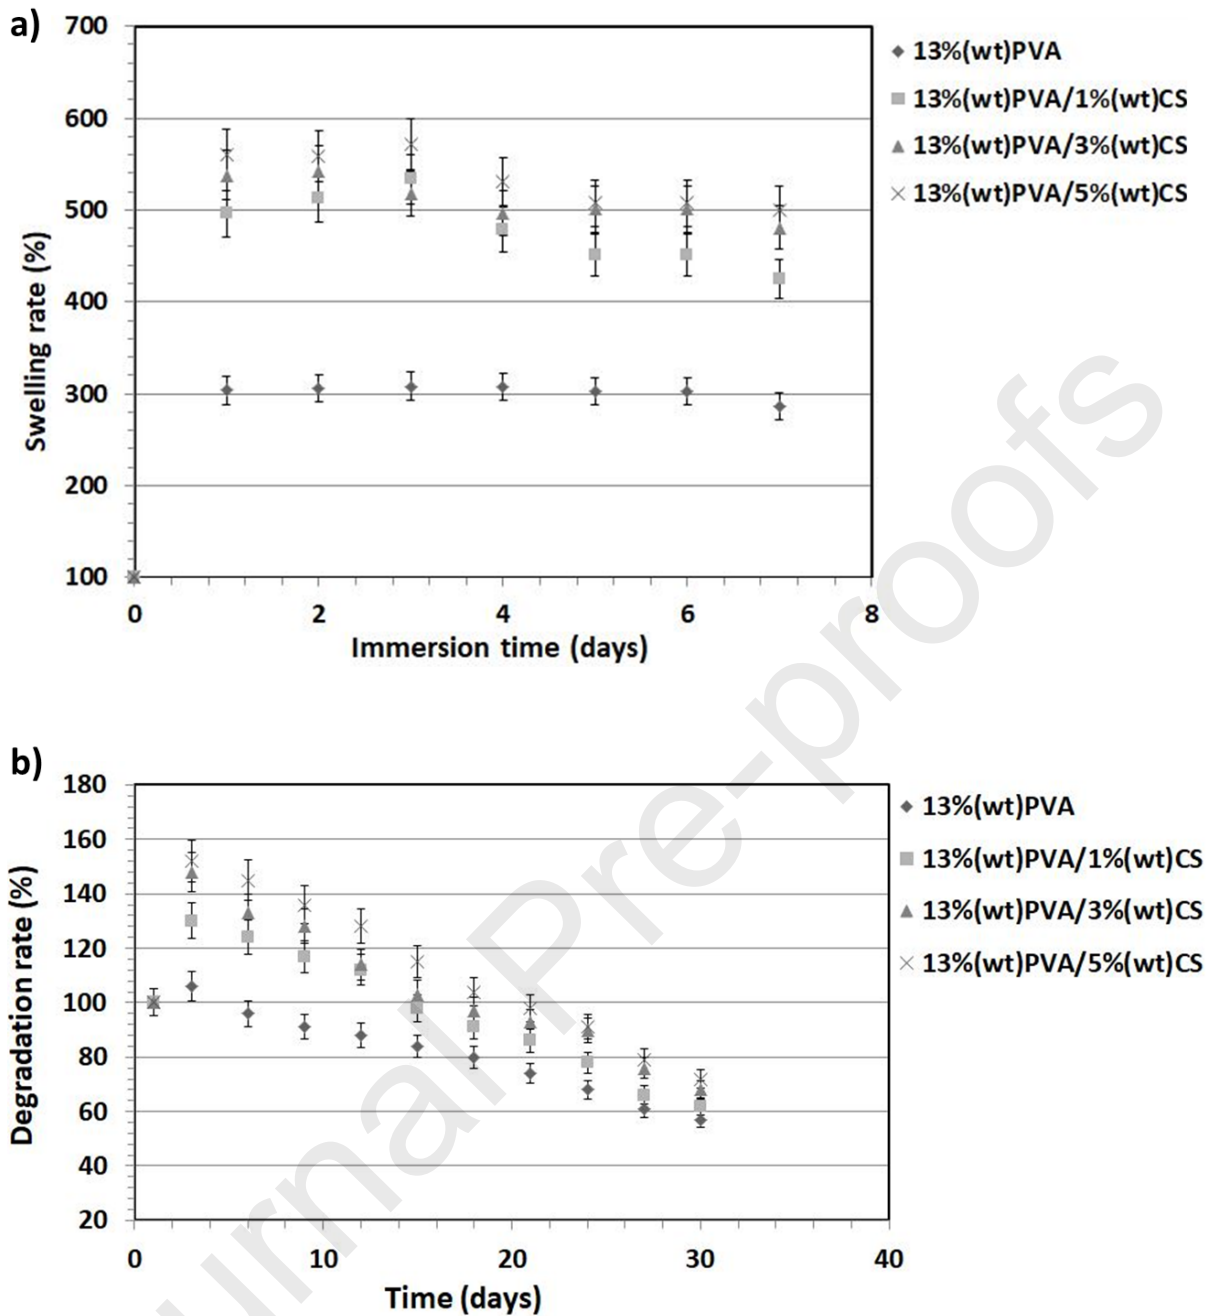 a)
700
600
500
400
300
200
100
Swelling rate (%)
0 2 4 6 8
Immersion time (days)
13%(wt)PVA
13%(wt)PVA/1%(wt)CS
13%(wt)PVA/3%(wt)CS
13%(wt)PVA/5%(wt)CS
b)
180
160
140
120
100
80
60
40
20
Degradation rate (%)
0 10 20 30 40
Time (days)
13%(wt)PVA
13%(wt)PVA/1%(wt)CS
13%(wt)PVA/3%(wt)CS
13%(wt)PVA/5%(wt)CS
urnal Pre-proofs